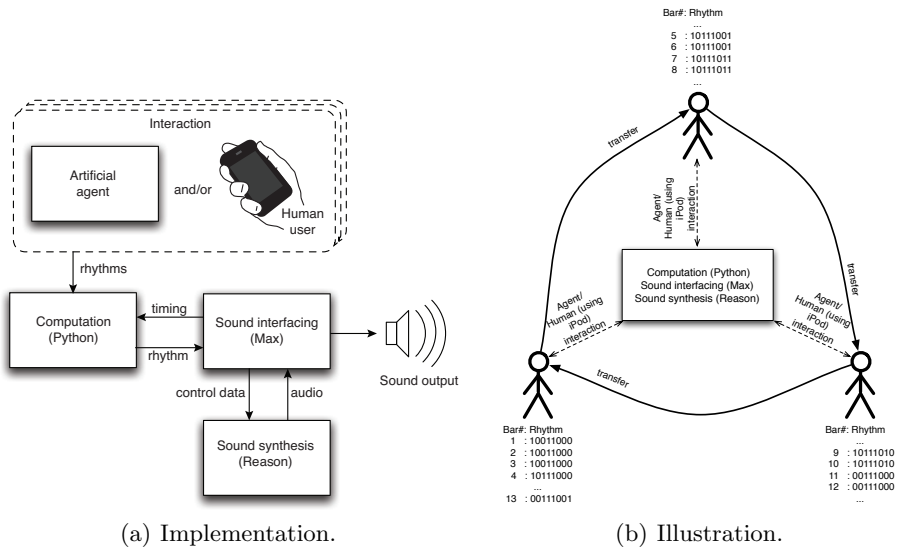 Interaction
Artificial
agent
and/or
Human
user
rhythms
Computation
(Python)
timing
rhythm
Sound interfacing
(Max)
Sound output
control data
audio
Sound synthesis
(Reason)
(a) Implementation.
Bar#: Rhythm
...
5 : 10111001
6 : 10111001
7 : 10111011
8 : 10111011
...
transfer
Agent/
Human (using
iPod)
interaction
transfer
Computation (Python)
Sound interfacing (Max)
Sound synthesis (Reason)
Agent/
Human (using
iPod)
interaction
Agent/
Human (using
iPod)
interaction
transfer
Bar#: Rhythm
1 : 10011000
2 : 10011000
3 : 10011000
4 : 10111000
...
13 : 00111001
Bar#: Rhythm
...
9 : 10111010
10 : 10111010
11 : 00111000
12 : 00111000
...
(b) Illustration.